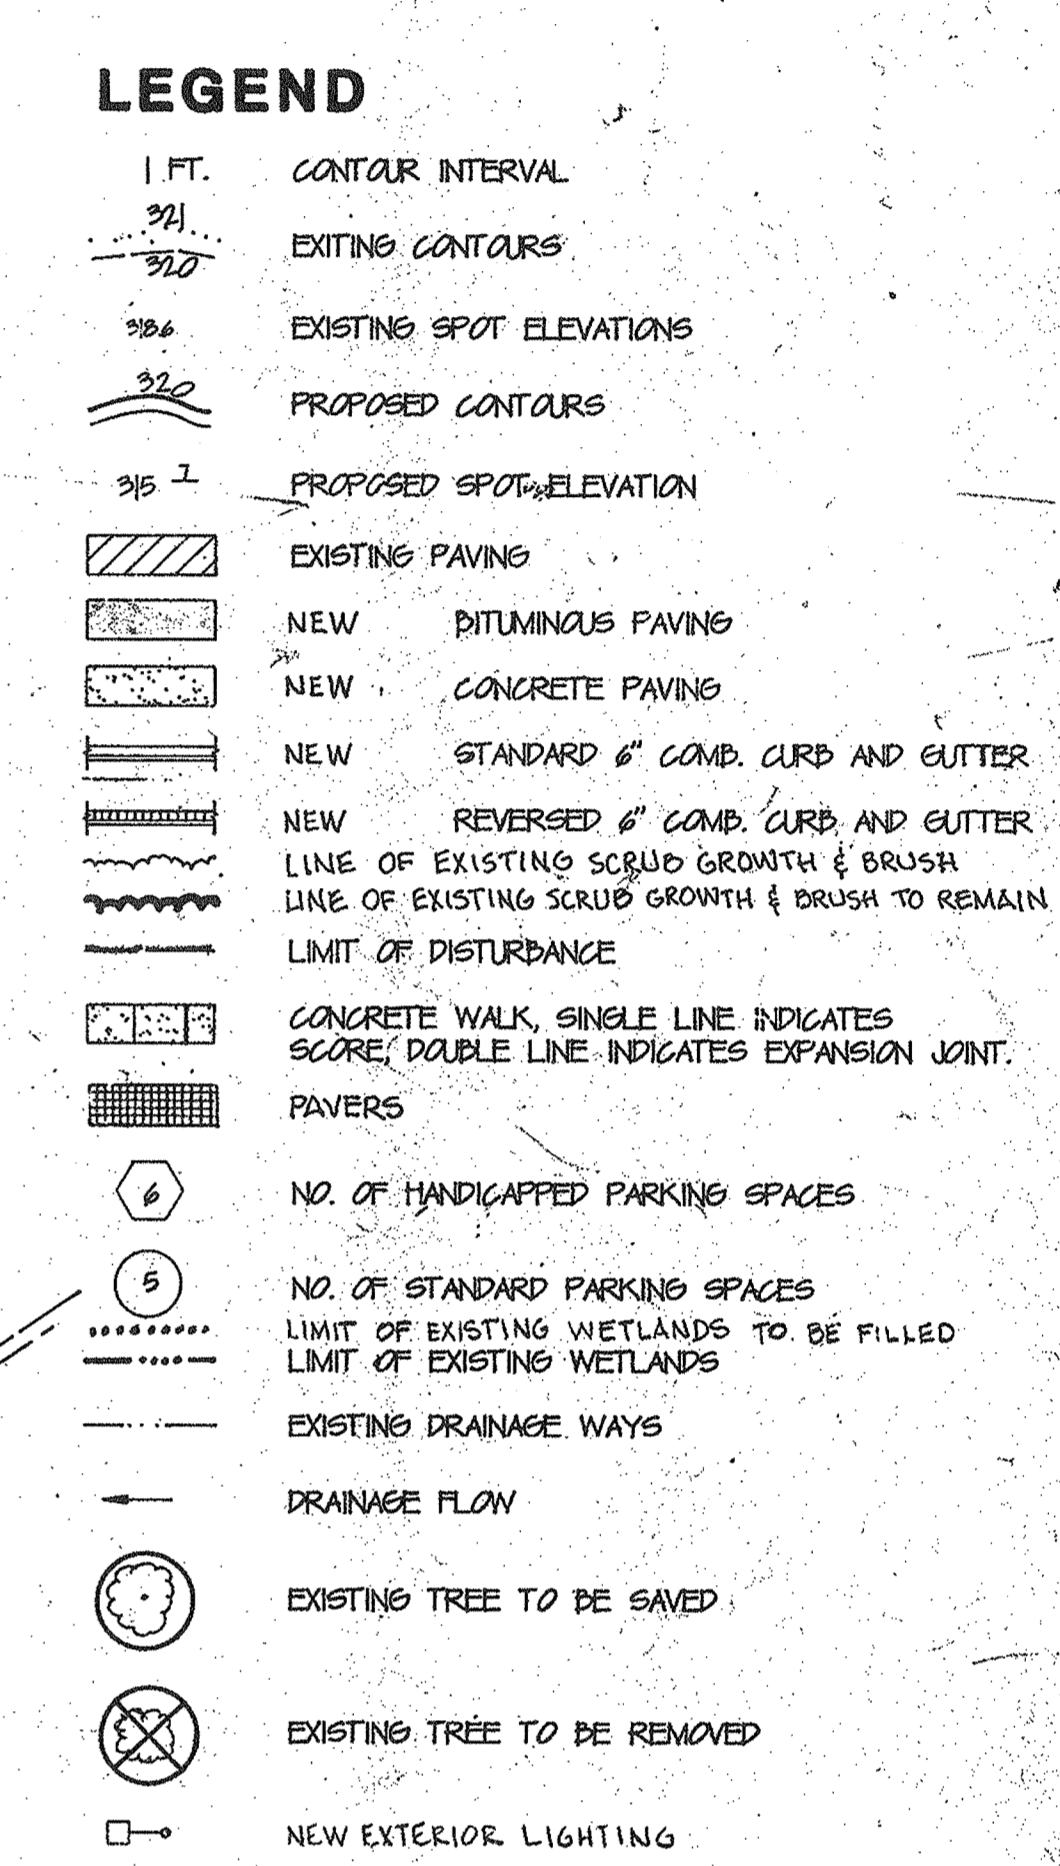 LEGEND
1 FT. CONTOUR INTERVAL
321
EXITING CONTOURS
320
318.6 EXISTING SPOT ELEVATIONS
320
PROPOSED CONTOURS
315 1 PROPOSED SPOT ELEVATION
EXISTING PAVING
NEW BITUMINOUS PAVING
NEW CONCRETE PAVING
NEW STANDARD 6" COMB. CURB AND GUTTER
NEW REVERSED 6" COMB. CURB AND GUTTER
LINE OF EXISTING SCRUB GROWTH & BRUSH
LINE OF EXISTING SCRUB GROWTH & BRUSH TO REMAIN
LIMIT OF DISTURBANCE
CONCRETE WALK, SINGLE LINE INDICATES
SCORE, DOUBLE LINE INDICATES EXPANSION JOINT.
PAVERS
6 NO. OF HANDICAPPED PARKING SPACES
5 NO. OF STANDARD PARKING SPACES
LIMIT OF EXISTING WETLANDS TO BE FILLED
LIMIT OF EXISTING WETLANDS
EXISTING DRAINAGE WAYS
DRAINAGE FLOW
EXISTING TREE TO BE SAVED
EXISTING TREE TO BE REMOVED
NEW EXTERIOR LIGHTING